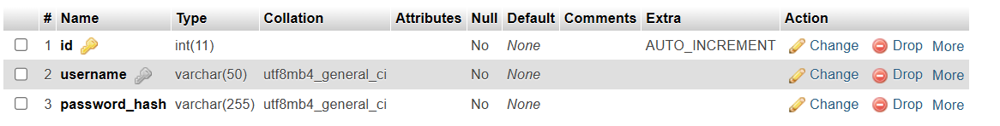 # Name Type Collation Attributes Null Default Comments Extra Action
1 id int(11) No None AUTO_INCREMENT Change Drop More
2 username varchar(50) utf8mb4_general_ci No None Change Drop More
3 password_hash varchar(255) utf8mb4_general_ci No None Change Drop More